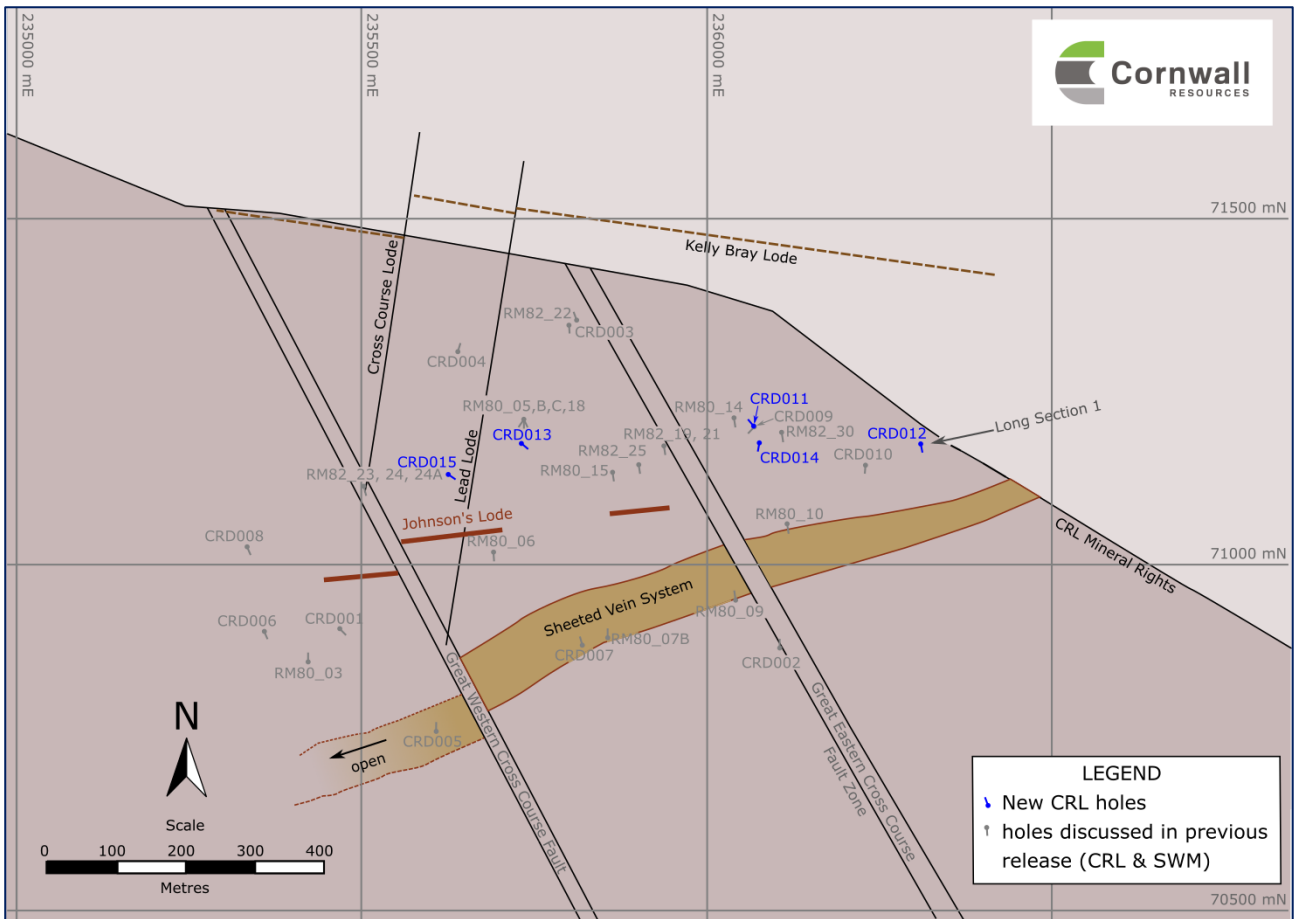 235000 mE
235500 mE
236000 mE
Cornwall
RESOURCES
71500 mN
Kelly Bray Lode
Cross Course Lode
RM82_22
CRD003
CRD004
RM80_05,B,C,18
RM80_14
CRD011
CRD009
Long Section 1
CRD013
RM82_19, 21
RM82_30
CRD012
CRD015
Lead Lode
RM82_25
CRD014
CRD010
RM82_23, 24, 24A
RM80_15
Johnson's Lode
RM80_10
CRD008
RM80_06
CRL Mineral Rights
71000 mN
Sheeted Vein System
CRD006
CRD001
RM80_09
RM80_07B
CRD007
CRD002
RM80_03
Great Western Cross Course Fault
Great Eastern Cross Course
Fault Zone
CRD005
open
N
Scale
0 100 200 300 400
Metres
LEGEND
New CRL holes
holes discussed in previous
release (CRL & SWM)
70500 mN